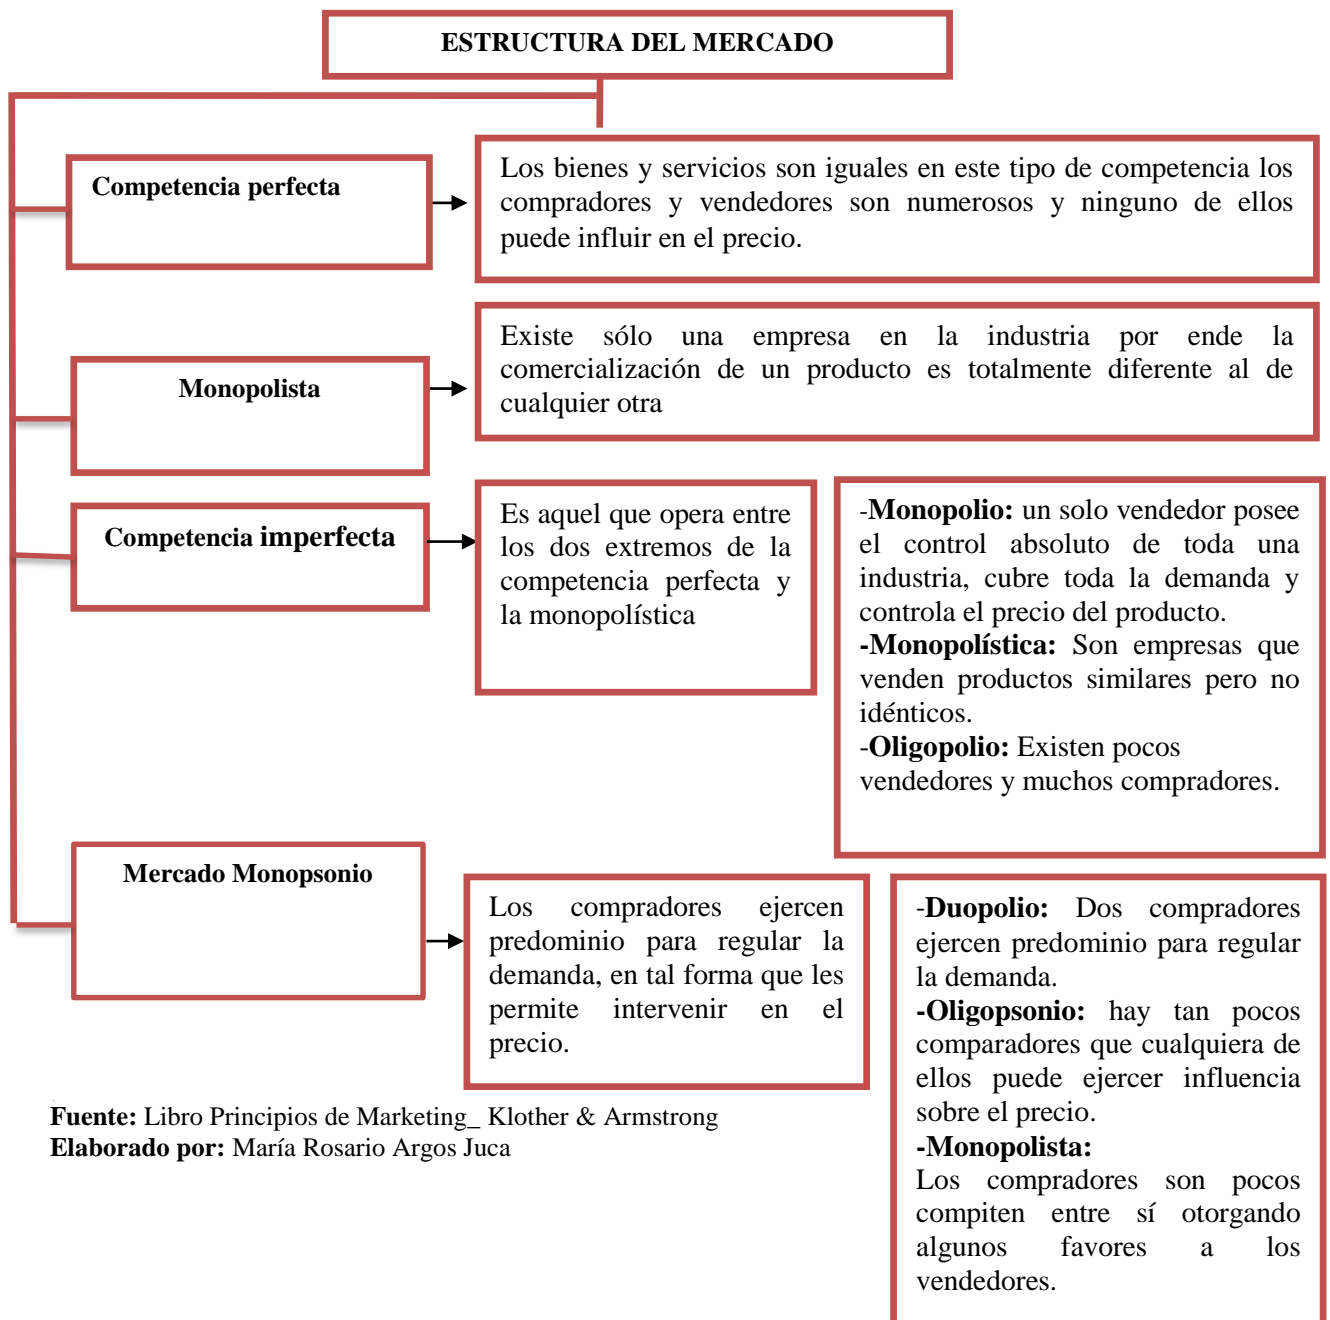 ESTRUCTURA DEL MERCADO
Competencia perfecta
Los bienes y servicios son iguales en este tipo de competencia los
compradores y vendedores son numerosos y ninguno de ellos
puede influir en el precio.
Monopolista
Existe sólo una empresa en la industria por ende la
comercialización de un producto es totalmente diferente al de
cualquier otra
Competencia imperfecta
Es aquel que opera entre
los dos extremos de la
competencia perfecta y
la monopolística
-Monopolio: un solo vendedor posee
el control absoluto de toda una
industria, cubre toda la demanda y
controla el precio del producto.
-Monopolística: Son empresas que
venden productos similares pero no
idénticos.
-Oligopolio: Existen pocos
vendedores y muchos compradores.
Mercado Monopsonio
Los compradores ejercen
predominio para regular la
demanda, en tal forma que les
permite intervenir en el
precio.
-Duopolio: Dos compradores
ejercen predominio para regular
la demanda.
-Oligopsonio: hay tan pocos
comparadores que cualquiera de
ellos puede ejercer influencia
sobre el precio.
-Monopolista:
Los compradores son pocos
compiten entre sí otorgando
algunos favores a los
vendedores.
Fuente: Libro Principios de Marketing_ Klother & Armstrong
Elaborado por: María Rosario Argos Juca